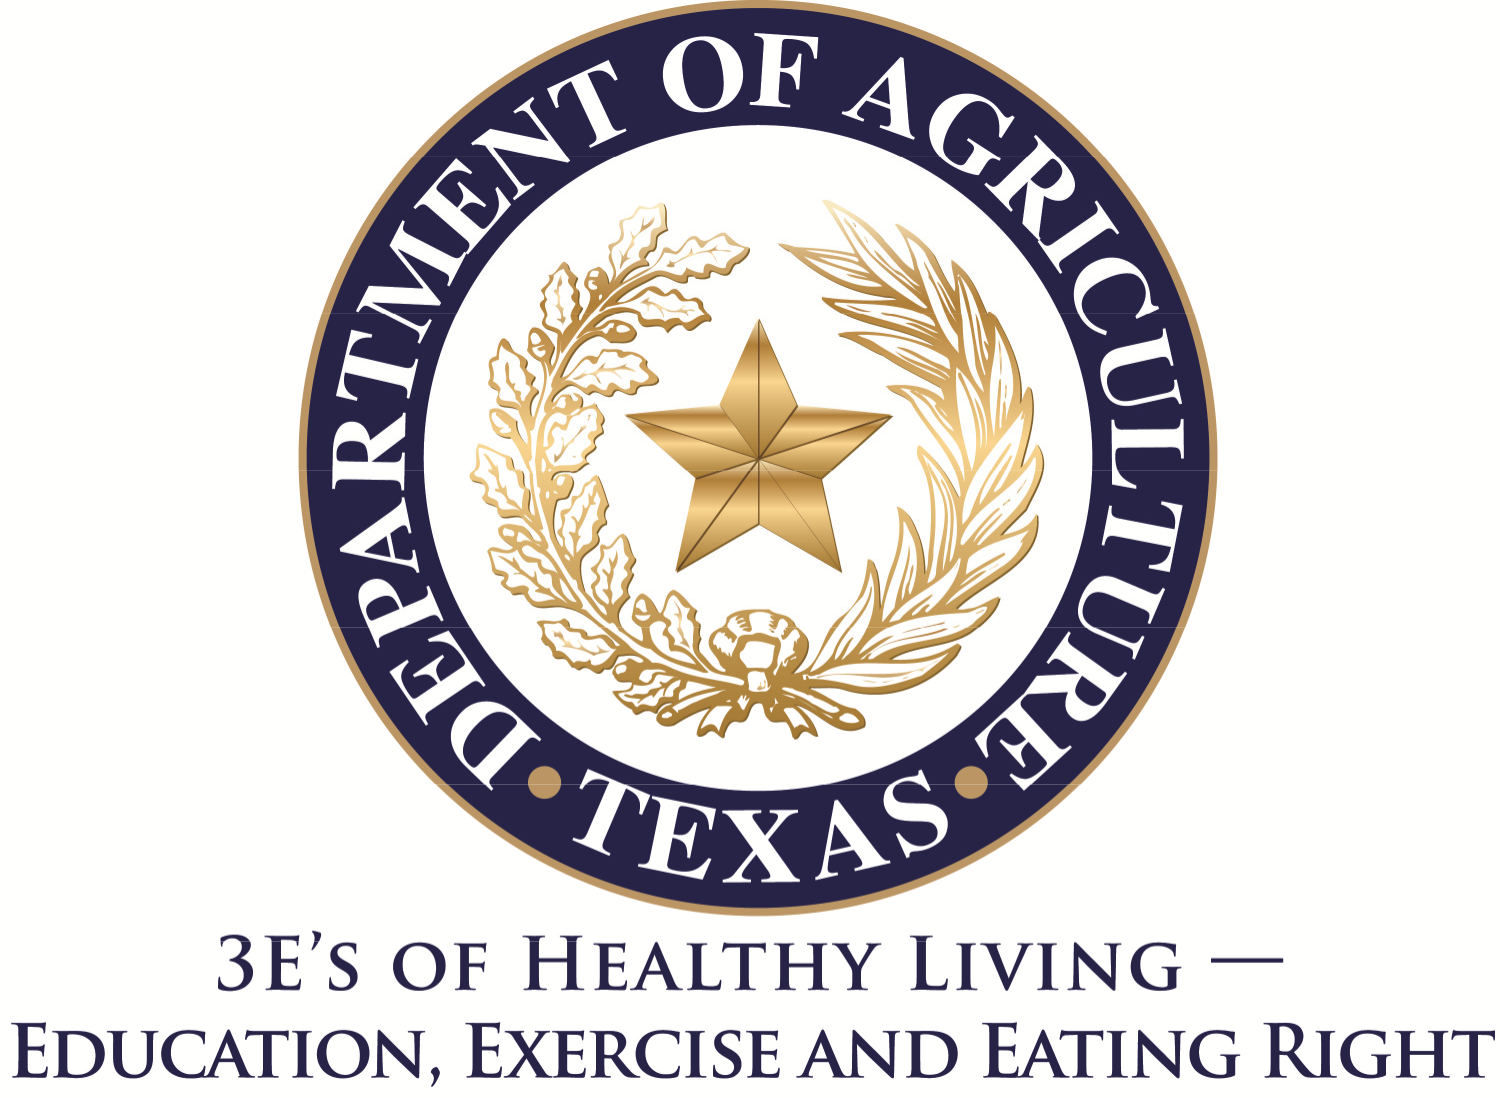 DEPARTMENT OF AGRICULTURE
TEXAS
3E’s of Healthy Living —
Education, Exercise and Eating Right